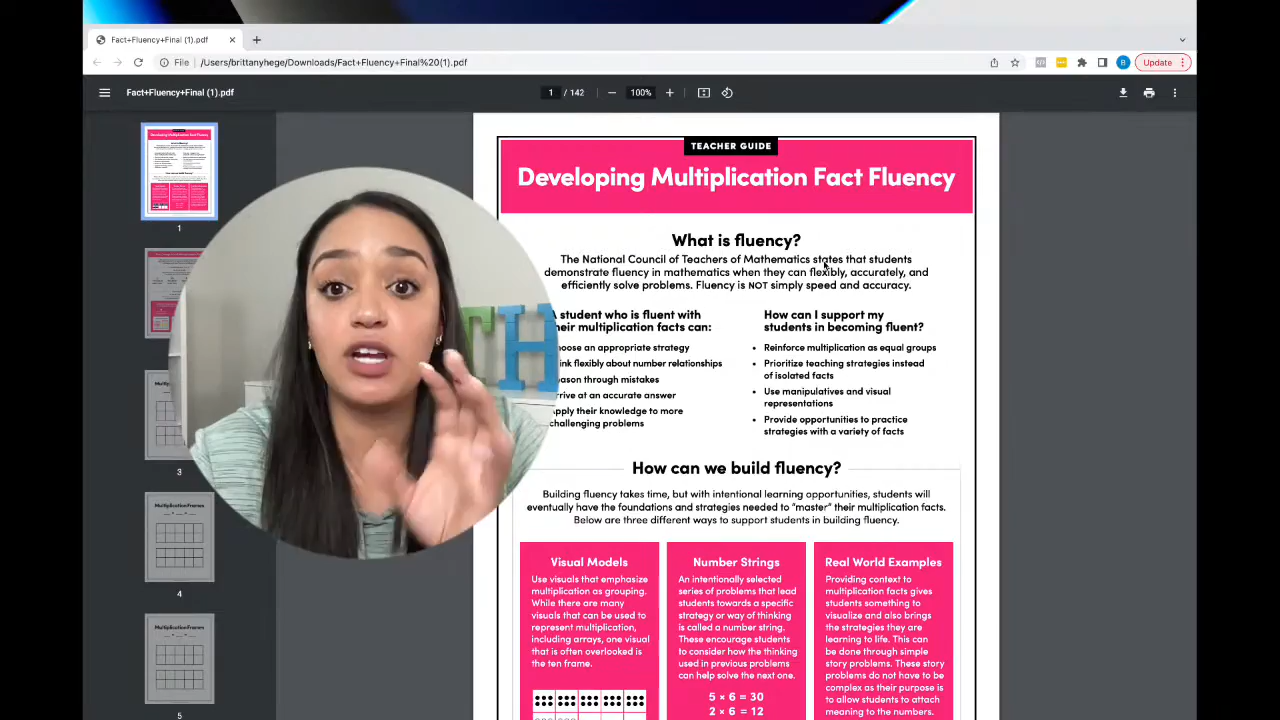 Fact+Fluency+Final (1).pdf
File
/Users/brittanyhege/Downloads/Fact+Fluency+Final%20(1).pdf
B
Update
Fact+Fluency+Final (1).pdf
1 / 142
100%
1
3
4
5
TEACHER GUIDE
Developing Multiplication Fact Fluency
What is fluency?
The National Council of Teachers of Mathematics states that students
demonstrate fluency in mathematics when they can flexibly, accurately, and
efficiently solve problems. Fluency is NOT simply speed and accuracy.
A student who is fluent with
their multiplication facts can:
choose an appropriate strategy
think flexibly about number relationships
reason through mistakes
arrive at an accurate answer
apply their knowledge to more
challenging problems
How can I support my
students in becoming fluent?
• Reinforce multiplication as equal groups
• Prioritize teaching strategies instead
of isolated facts
• Use manipulatives and visual
representations
• Provide opportunities to practice
strategies with a variety of facts
How can we build fluency?
Building fluency takes time, but with intentional learning opportunities, students will
eventually have the foundations and strategies needed to "master" their multiplication facts.
Below are three different ways to support students in building fluency.
Visual Models
Use visuals that emphasize
multiplication as grouping.
While there are many
visuals that can be used to
represent multiplication,
including arrays, one visual
that is often overlooked is
the ten frame.
Number Strings
An intentionally selected
series of problems that lead
students towards a specific
strategy or way of thinking
is called a number string.
These encourage students
to consider how the thinking
used in previous problems
can help solve the next one.
5 × 6 = 30
2 × 6 = 12
Real World Examples
Providing context to
multiplication facts gives
students something to
visualize and also brings
the strategies they are
learning to life. This can
be done through simple
story problems. These story
problems do not have to be
complex as their purpose is
to allow students to attach
meaning to the numbers.
Multiplication Frames
Multiplication Frames
H